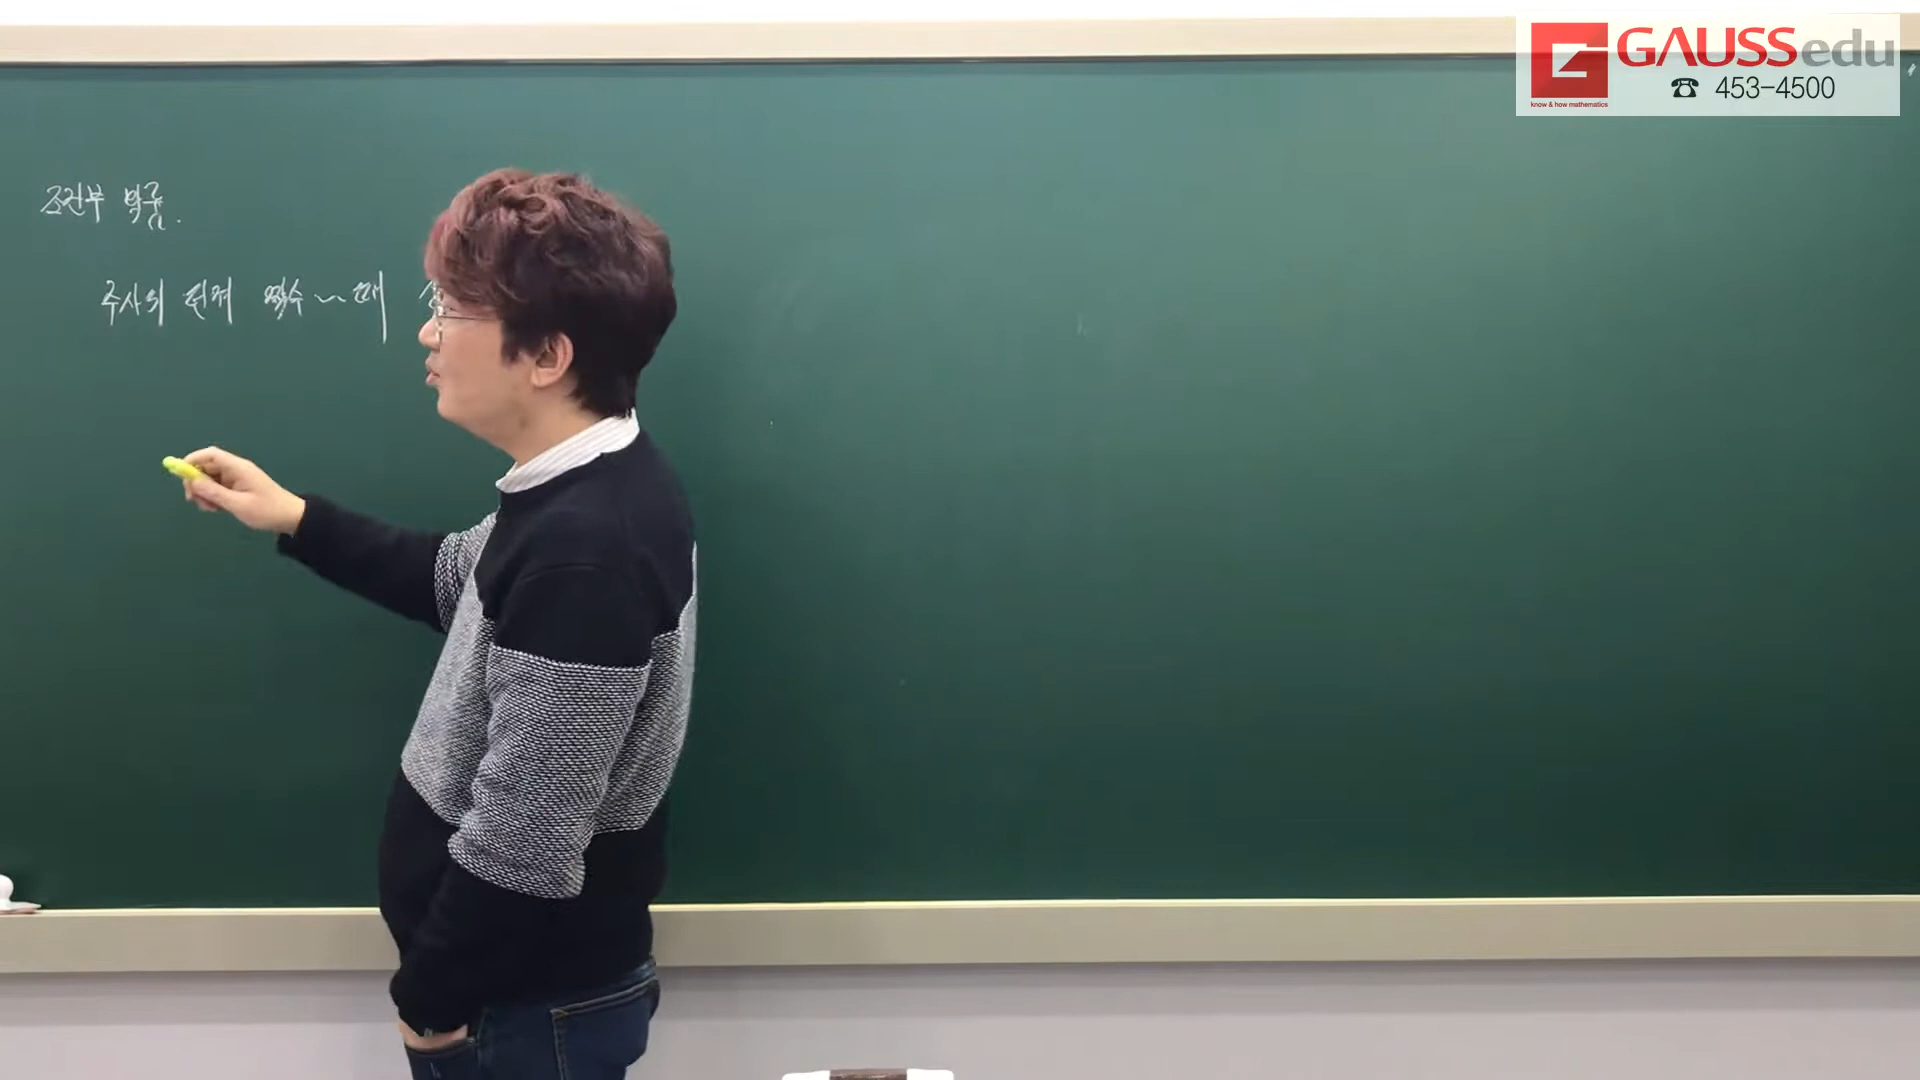 GAUSSedu
know & how mathematics
☎ 453-4500
조건부 확률.
주사위 던져 짝수 ~ 때